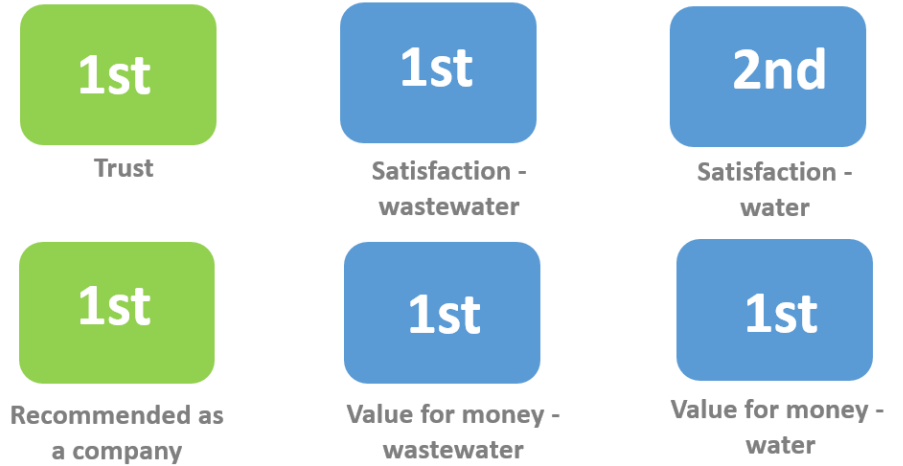 1st
Trust
1st
Satisfaction -
wastewater
2nd
Satisfaction -
water
1st
Recommended as
a company
1st
Value for money -
wastewater
1st
Value for money -
water